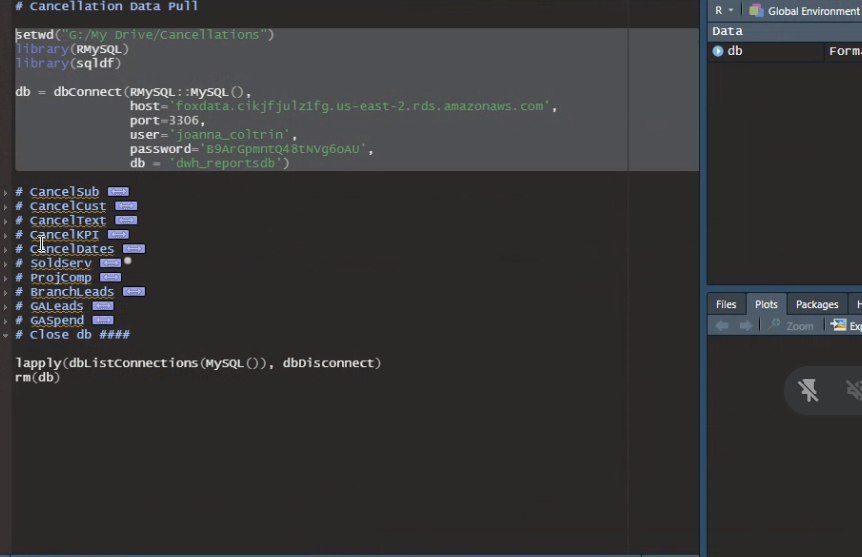 # Cancellation Data Pull
setwd("G:/My Drive/Cancellations")
library(RMySQL)
library(sqldf)
db = dbConnect(RMySQL::MySQL(),
host='foxdata.cikjfjulz1fg.us-east-2.rds.amazonaws.com',
port=3306,
user='joanna_coltrin',
password='B9ArGpmntQ48tNVg6oAU',
db = 'dwh_reportsdb')
# CancelSub
# CancelCust
# CancelText
# CancelKPI
# CancelDates
# SoldServ
# ProjComp
# BranchLeads
# GALeads
# GASpend
# Close db ####
lapply(dbListConnections(MySQL()), dbDisconnect)
rm(db)
R Global Environment
Data
db Form
Files Plots Packages H
Zoom Exp